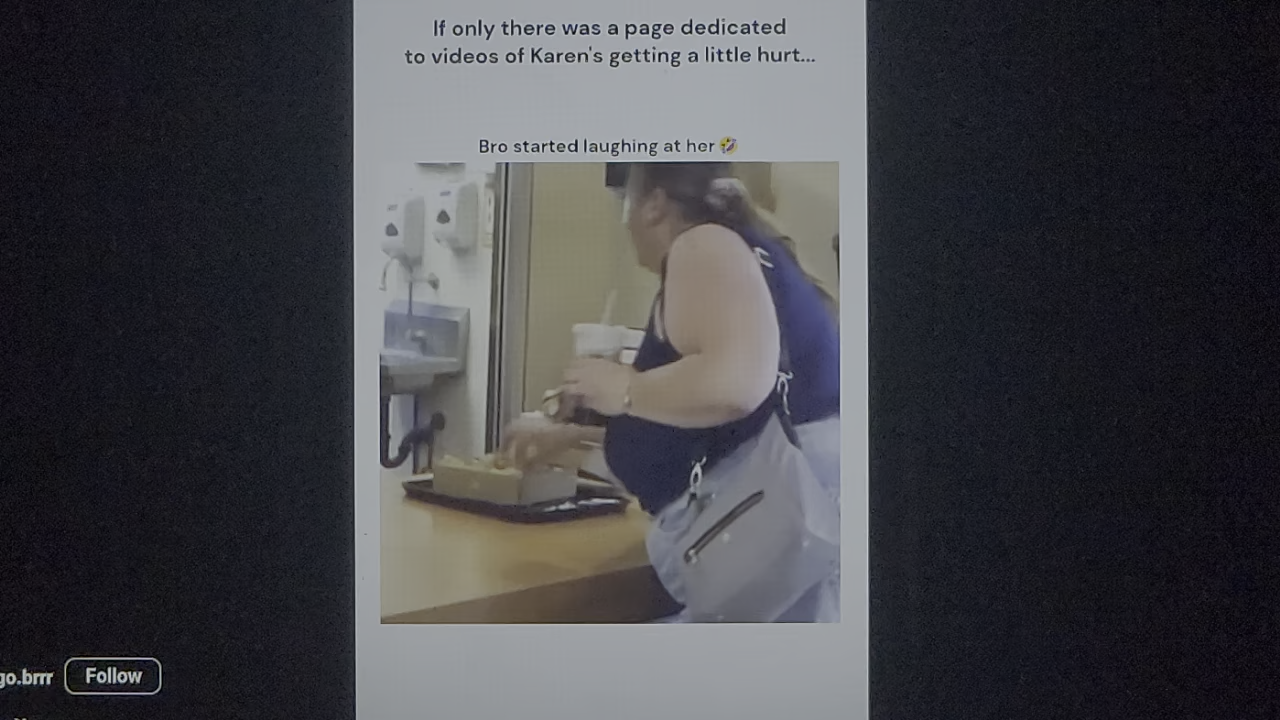 If only there was a page dedicated
to videos of Karen's getting a little hurt...
Bro started laughing at her 🤣
go.brrr
Follow